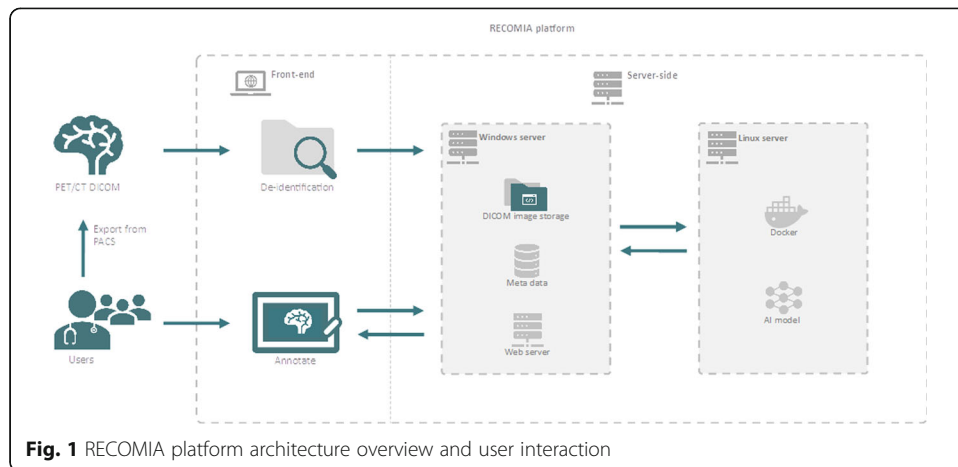 RECOMIA platform
Front-end
Server-side
PET/CT DICOM
De-identification
Windows server
Linux server
DICOM image storage
Docker
Export from
PACS
Meta data
AI model
Users
Annotate
Web server
Fig. 1 RECOMIA platform architecture overview and user interaction